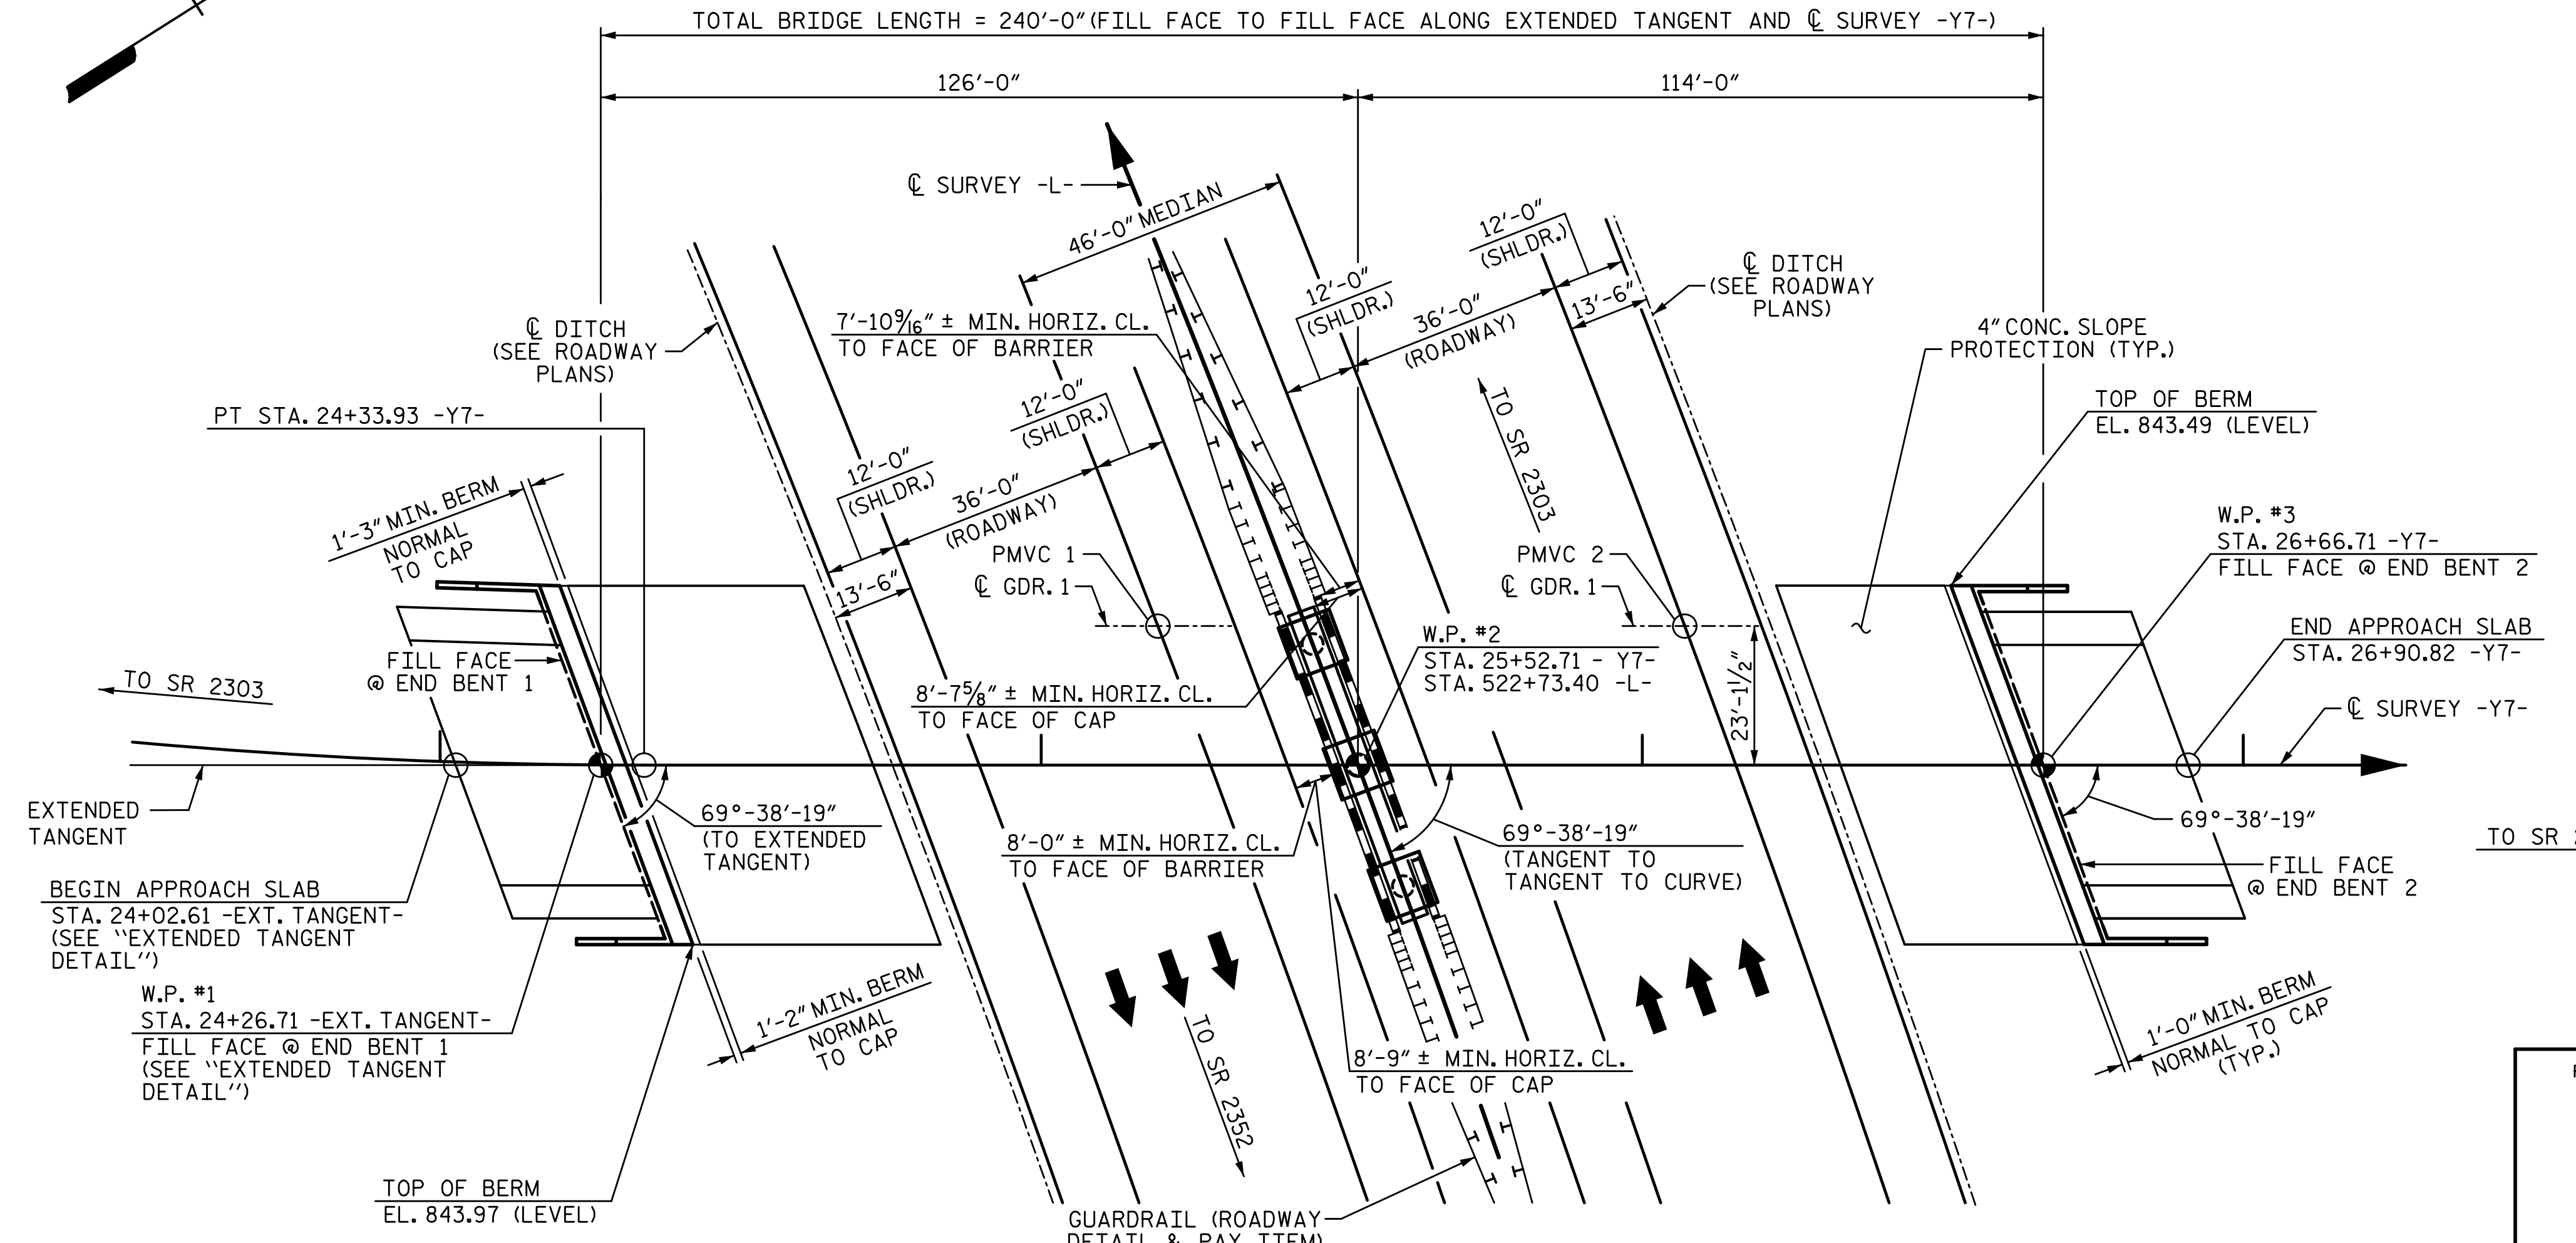 TOTAL BRIDGE LENGTH = 240'-0" (FILL FACE TO FILL FACE ALONG EXTENDED TANGENT AND ℄ SURVEY -Y7-)
126'-0"
114'-0"
℄ SURVEY -L-
46'-0" MEDIAN
12'-0"
(SHLDR.)
℄ DITCH
(SEE ROADWAY
PLANS)
12'-0"
(SHLDR.)
36'-0"
(ROADWAY)
13'-6"
7'-10 9/16" ± MIN. HORIZ. CL.
TO FACE OF BARRIER
℄ DITCH
(SEE ROADWAY
PLANS)
4" CONC. SLOPE
PROTECTION (TYP.)
TOP OF BERM
EL. 843.49 (LEVEL)
PT STA. 24+33.93 -Y7-
12'-0"
(SHLDR.)
12'-0"
(SHLDR.)
36'-0"
(ROADWAY)
13'-6"
TO SR 2303
1'-3" MIN. BERM
NORMAL
TO CAP
PMVC 1
℄ GDR. 1
PMVC 2
℄ GDR. 1
W.P. #3
STA. 26+66.71 -Y7-
FILL FACE @ END BENT 2
W.P. #2
STA. 25+52.71 - Y7-
STA. 522+73.40 -L-
23'-1 1/2"
END APPROACH SLAB
STA. 26+90.82 -Y7-
FILL FACE
@ END BENT 1
TO SR 2303
8'-7 5/8" ± MIN. HORIZ. CL.
TO FACE OF CAP
℄ SURVEY -Y7-
EXTENDED
TANGENT
69°-38'-19"
(TO EXTENDED
TANGENT)
8'-0" ± MIN. HORIZ. CL.
TO FACE OF BARRIER
69°-38'-19"
(TANGENT TO
TANGENT TO CURVE)
69°-38'-19"
TO SR
FILL FACE
@ END BENT 2
BEGIN APPROACH SLAB
STA. 24+02.61 -EXT. TANGENT-
(SEE "EXTENDED TANGENT
DETAIL")
W.P. #1
STA. 24+26.71 -EXT. TANGENT-
FILL FACE @ END BENT 1
(SEE "EXTENDED TANGENT
DETAIL")
1'-2" MIN. BERM
NORMAL
TO CAP
TO SR 2352
8'-9" ± MIN. HORIZ. CL.
TO FACE OF CAP
1'-0" MIN. BERM
NORMAL TO CAP
(TYP.)
TOP OF BERM
EL. 843.97 (LEVEL)
GUARDRAIL (ROADWAY
DETAIL & PAY ITEM)